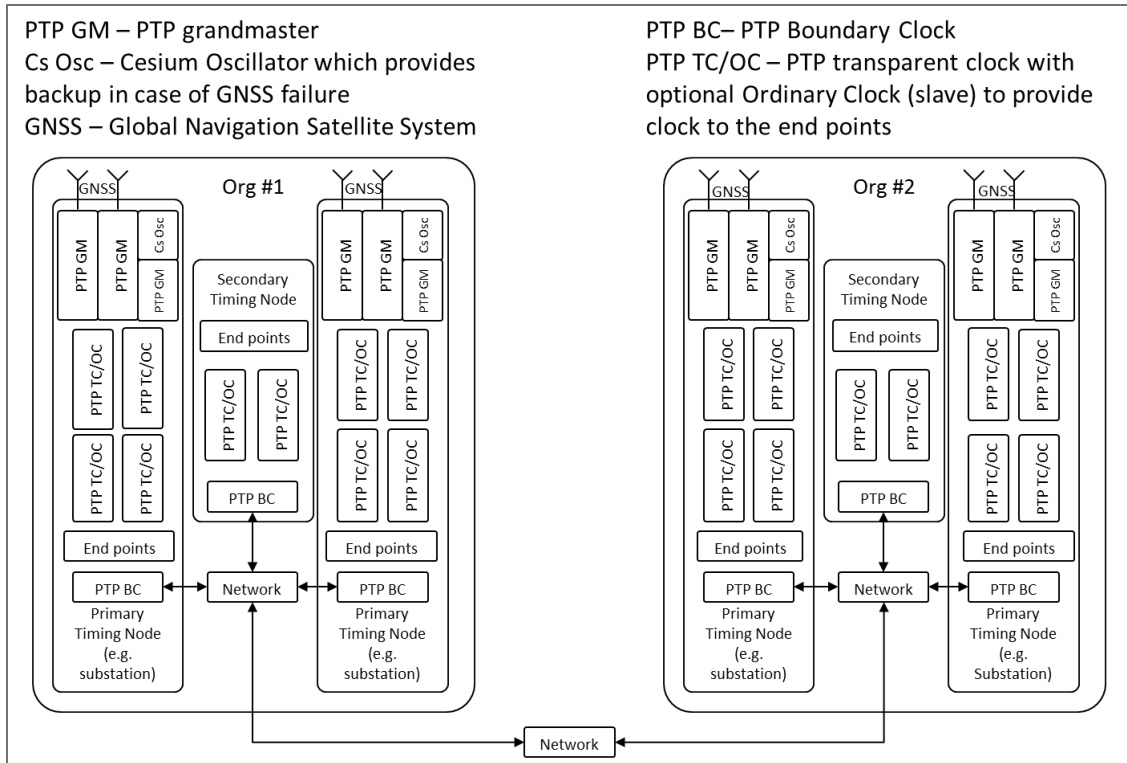 PTP GM – PTP grandmaster
Cs Osc – Cesium Oscillator which provides
backup in case of GNSS failure
GNSS – Global Navigation Satellite System
PTP BC– PTP Boundary Clock
PTP TC/OC – PTP transparent clock with
optional Ordinary Clock (slave) to provide
clock to the end points
Org #1
GNSS
PTP GM
PTP GM
Cs Osc
PTP GM
PTP TC/OC
PTP TC/OC
PTP TC/OC
PTP TC/OC
End points
PTP BC
Primary
Timing Node
(e.g.
substation)
Secondary
Timing Node
End points
PTP TC/OC
PTP TC/OC
PTP BC
Network
GNSS
PTP GM
PTP GM
Cs Osc
PTP GM
PTP TC/OC
PTP TC/OC
PTP TC/OC
PTP TC/OC
End points
PTP BC
Primary
Timing Node
(e.g.
substation)
Org #2
GNSS
PTP GM
PTP GM
Cs Osc
PTP GM
PTP TC/OC
PTP TC/OC
PTP TC/OC
PTP TC/OC
End points
PTP BC
Primary
Timing Node
(e.g.
substation)
Secondary
Timing Node
End points
PTP TC/OC
PTP TC/OC
PTP BC
Network
GNSS
PTP GM
PTP GM
Cs Osc
PTP GM
PTP TC/OC
PTP TC/OC
PTP TC/OC
PTP TC/OC
End points
PTP BC
Primary
Timing Node
(e.g.
Substation)
Network